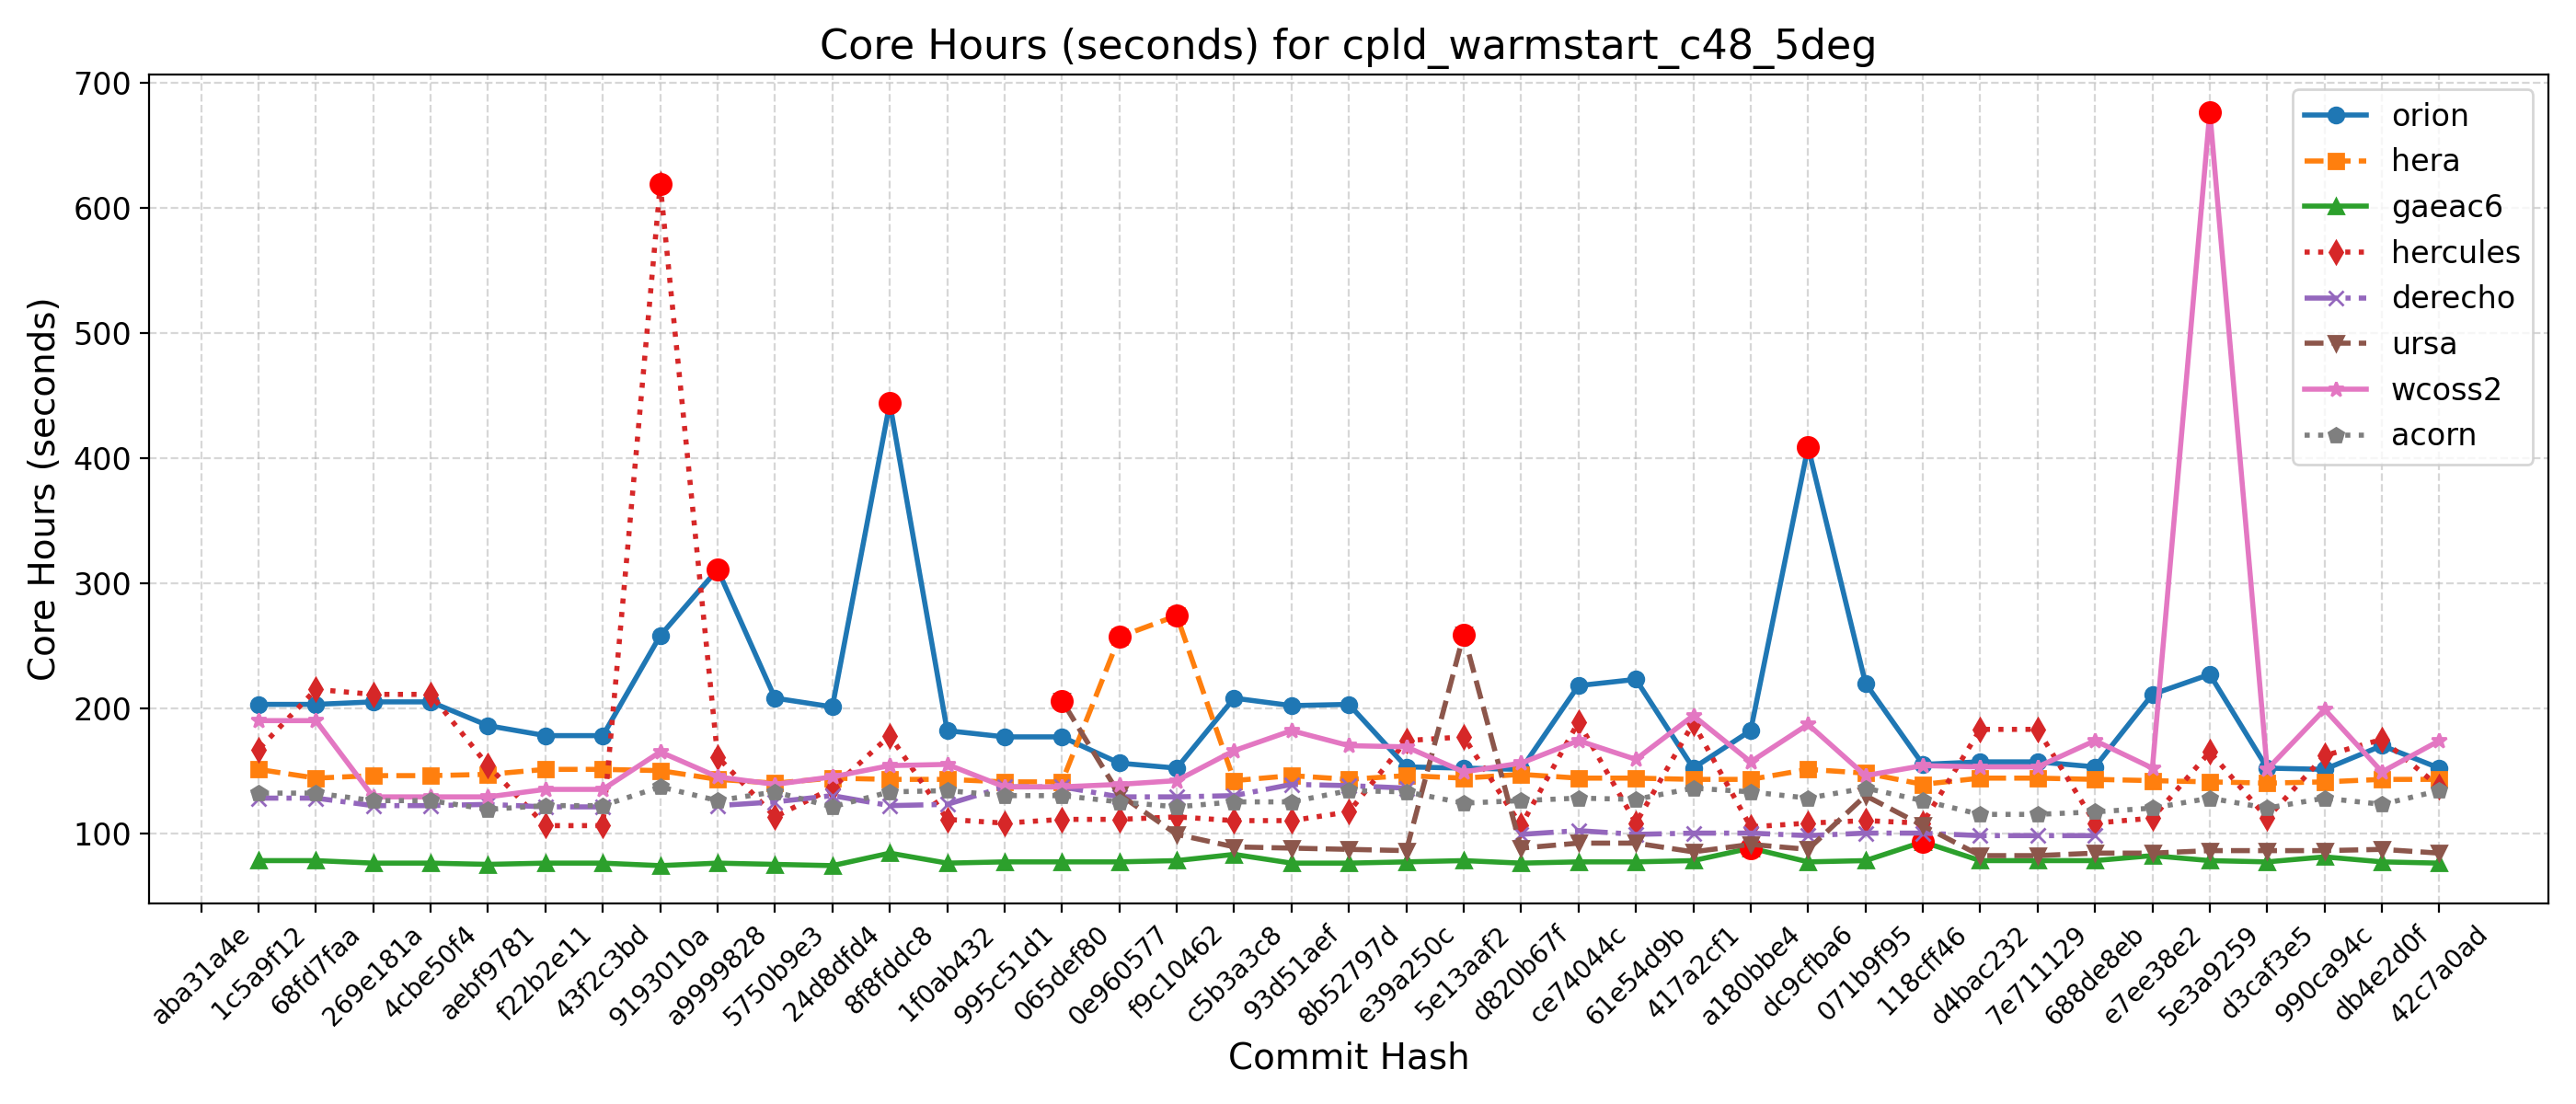 Core Hours (seconds) for cpld_warmstart_c48_5deg
Core Hours (seconds)
700
600
500
400
300
200
100
orion
hera
gaeac6
hercules
derecho
ursa
wcoss2
acorn
aba31a4e
1c5a9f12
68fd7faa
269e181a
4cbe50f4
aebf9781
f22b2e11
43f2c3bd
9193010a
a9999828
5750b9e3
24d8dfd4
8f8fddc8
1f0ab432
995c51d1
065def80
0e960577
f9c10462
c5b3a3c8
93d51aef
8b52797d
e39a250c
5e13aaf2
d820b67f
ce74044c
61e54d9b
417a2cf1
a180bbe4
dc9cfba6
071b9f95
118cff46
d4bac232
7e711129
688de8eb
e7ee38e2
5e3a9259
d3caf3e5
990ca94c
db4e2d0f
42c7a0ad
Commit Hash